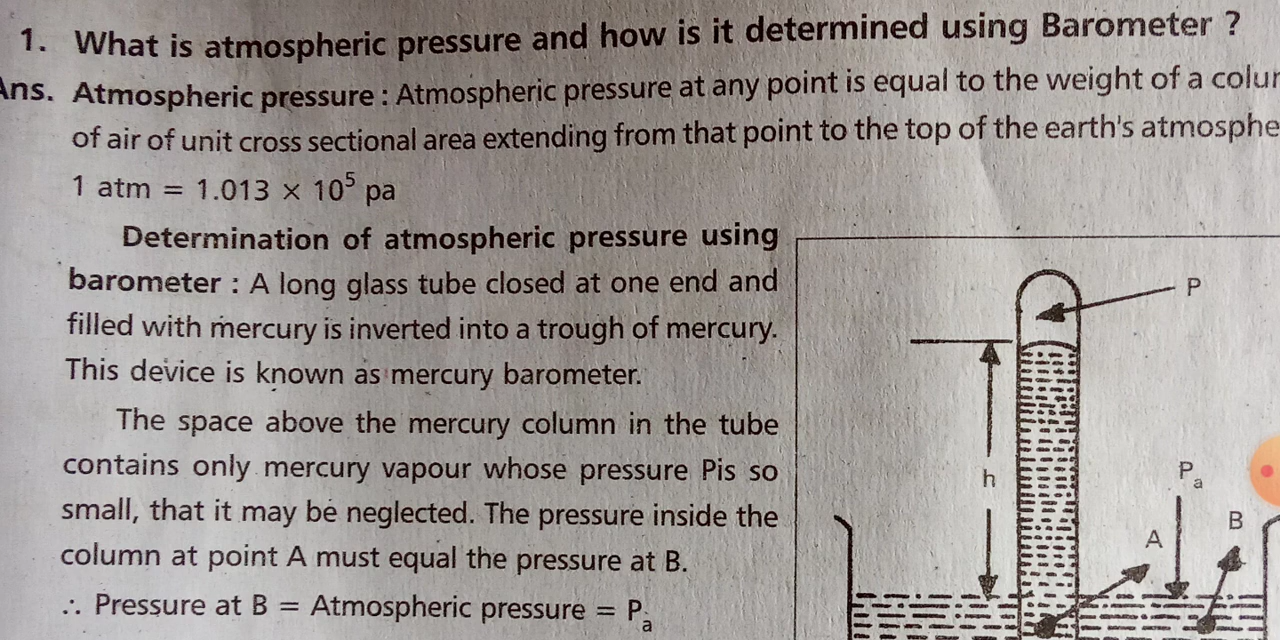 1. What is atmospheric pressure and how is it determined using Barometer ?
Ans. Atmospheric pressure : Atmospheric pressure at any point is equal to the weight of a colu
of air of unit cross sectional area extending from that point to the top of the earth's atmosphe
1 atm = 1.013 × 10⁵ pa
Determination of atmospheric pressure using
barometer : A long glass tube closed at one end and
filled with mercury is inverted into a trough of mercury.
This device is known as mercury barometer.
The space above the mercury column in the tube
contains only mercury vapour whose pressure Pis so
small, that it may be neglected. The pressure inside the
column at point A must equal the pressure at B.
∴ Pressure at B = Atmospheric pressure = Pₐ
P
h
Pₐ
A
B